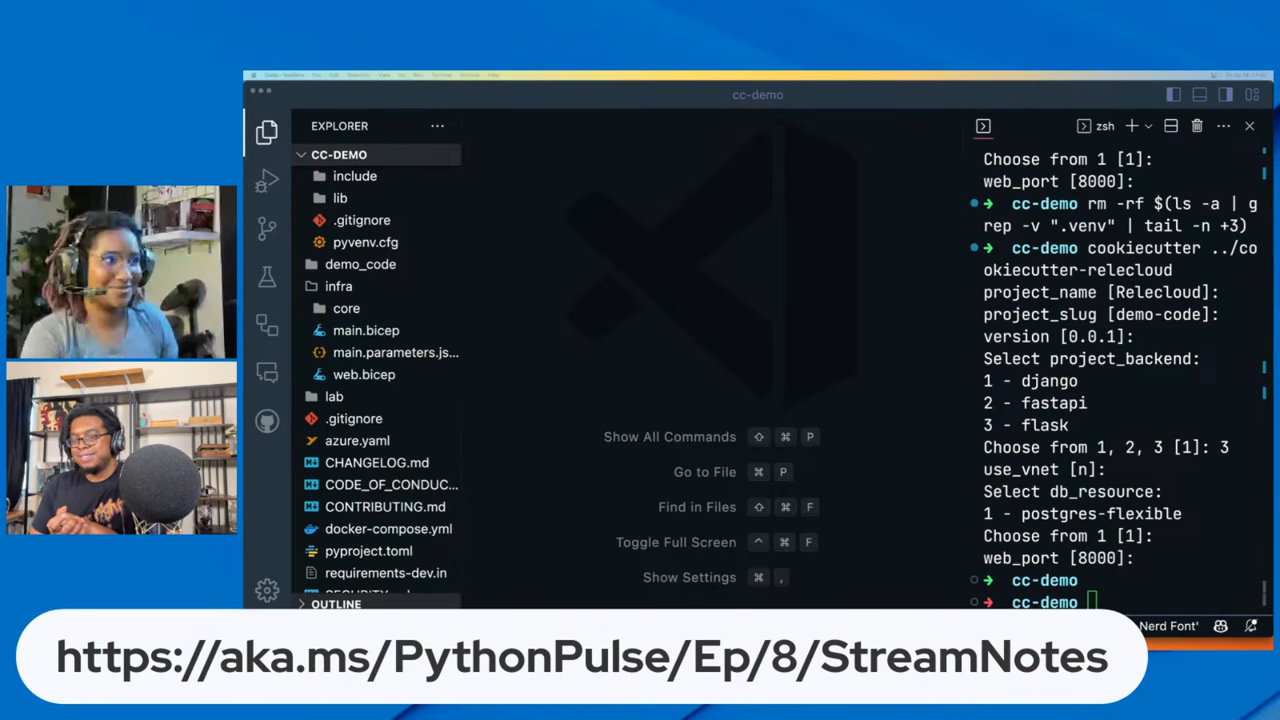 cc-demo
EXPLORER
CC-DEMO
include
lib
.gitignore
pyvenv.cfg
demo_code
infra
core
main.bicep
main.parameters.js...
web.bicep
lab
.gitignore
azure.yaml
CHANGELOG.md
CODE_OF_CONDUC...
CONTRIBUTING.md
docker-compose.yml
pyproject.toml
requirements-dev.in
OUTLINE
Show All Commands ⇧ ⌘ P
Go to File ⌘ P
Find in Files ⇧ ⌘ F
Toggle Full Screen ^ ⌘ F
Show Settings ⌘ ,
zsh
Choose from 1 [1]:
web_port [8000]:
cc-demo rm -rf $(ls -a | g
rep -v ".venv" | tail -n +3)
cc-demo cookiecutter ../co
okiecutter-relecloud
project_name [Relecloud]:
project_slug [demo-code]:
version [0.0.1]:
Select project_backend:
1 - django
2 - fastapi
3 - flask
Choose from 1, 2, 3 [1]: 3
use_vnet [n]:
Select db_resource:
1 - postgres-flexible
Choose from 1 [1]:
web_port [8000]:
cc-demo
cc-demo
Nerd Font'
https://aka.ms/PythonPulse/Ep/8/StreamNotes